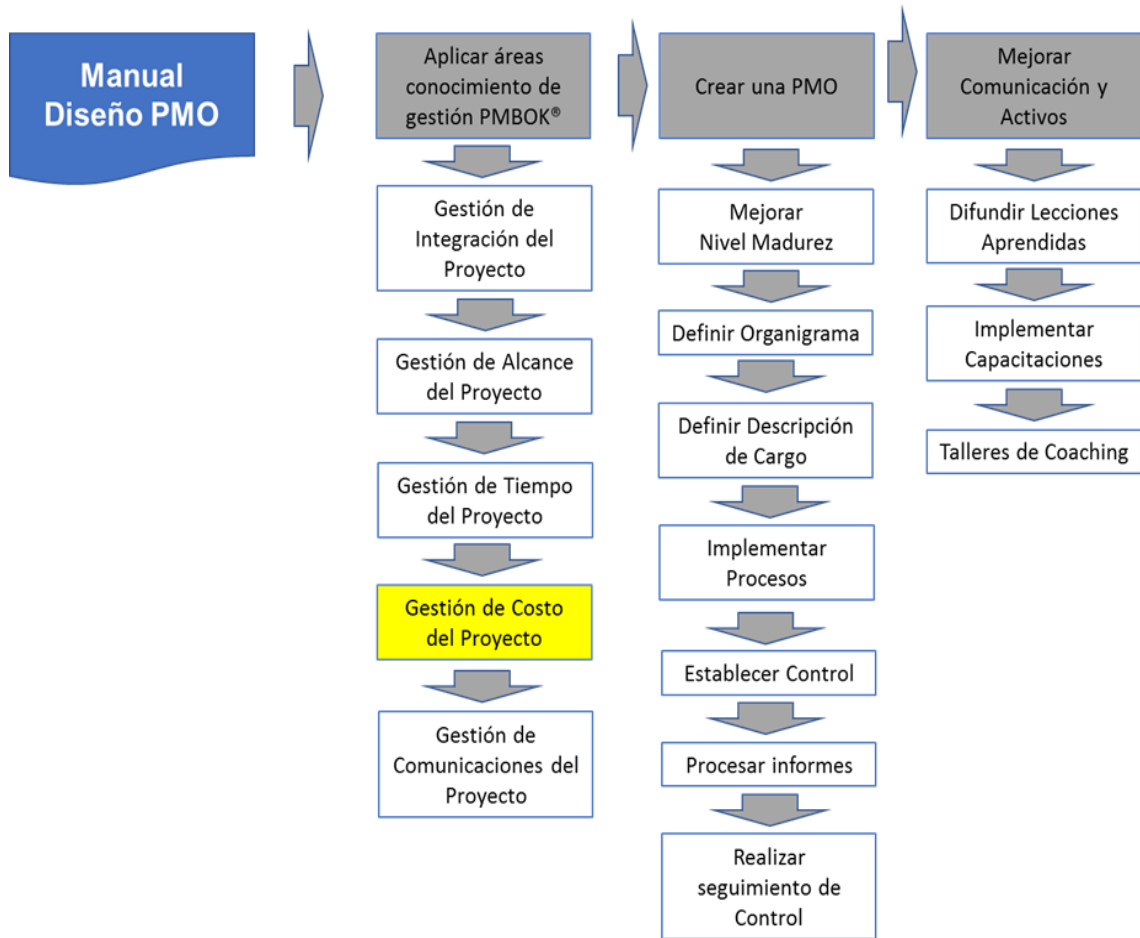 Manual
Diseño PMO
Aplicar áreas
conocimiento de
gestión PMBOK®
Gestión de
Integración del
Proyecto
Gestión de Alcance
del Proyecto
Gestión de Tiempo
del Proyecto
Gestión de Costo
del Proyecto
Gestión de
Comunicaciones del
Proyecto
Crear una PMO
Mejorar
Nivel Madurez
Definir Organigrama
Definir Descripción
de Cargo
Implementar
Procesos
Establecer Control
Procesar informes
Realizar
seguimiento de
Control
Mejorar
Comunicación y
Activos
Difundir Lecciones
Aprendidas
Implementar
Capacitaciones
Talleres de Coaching